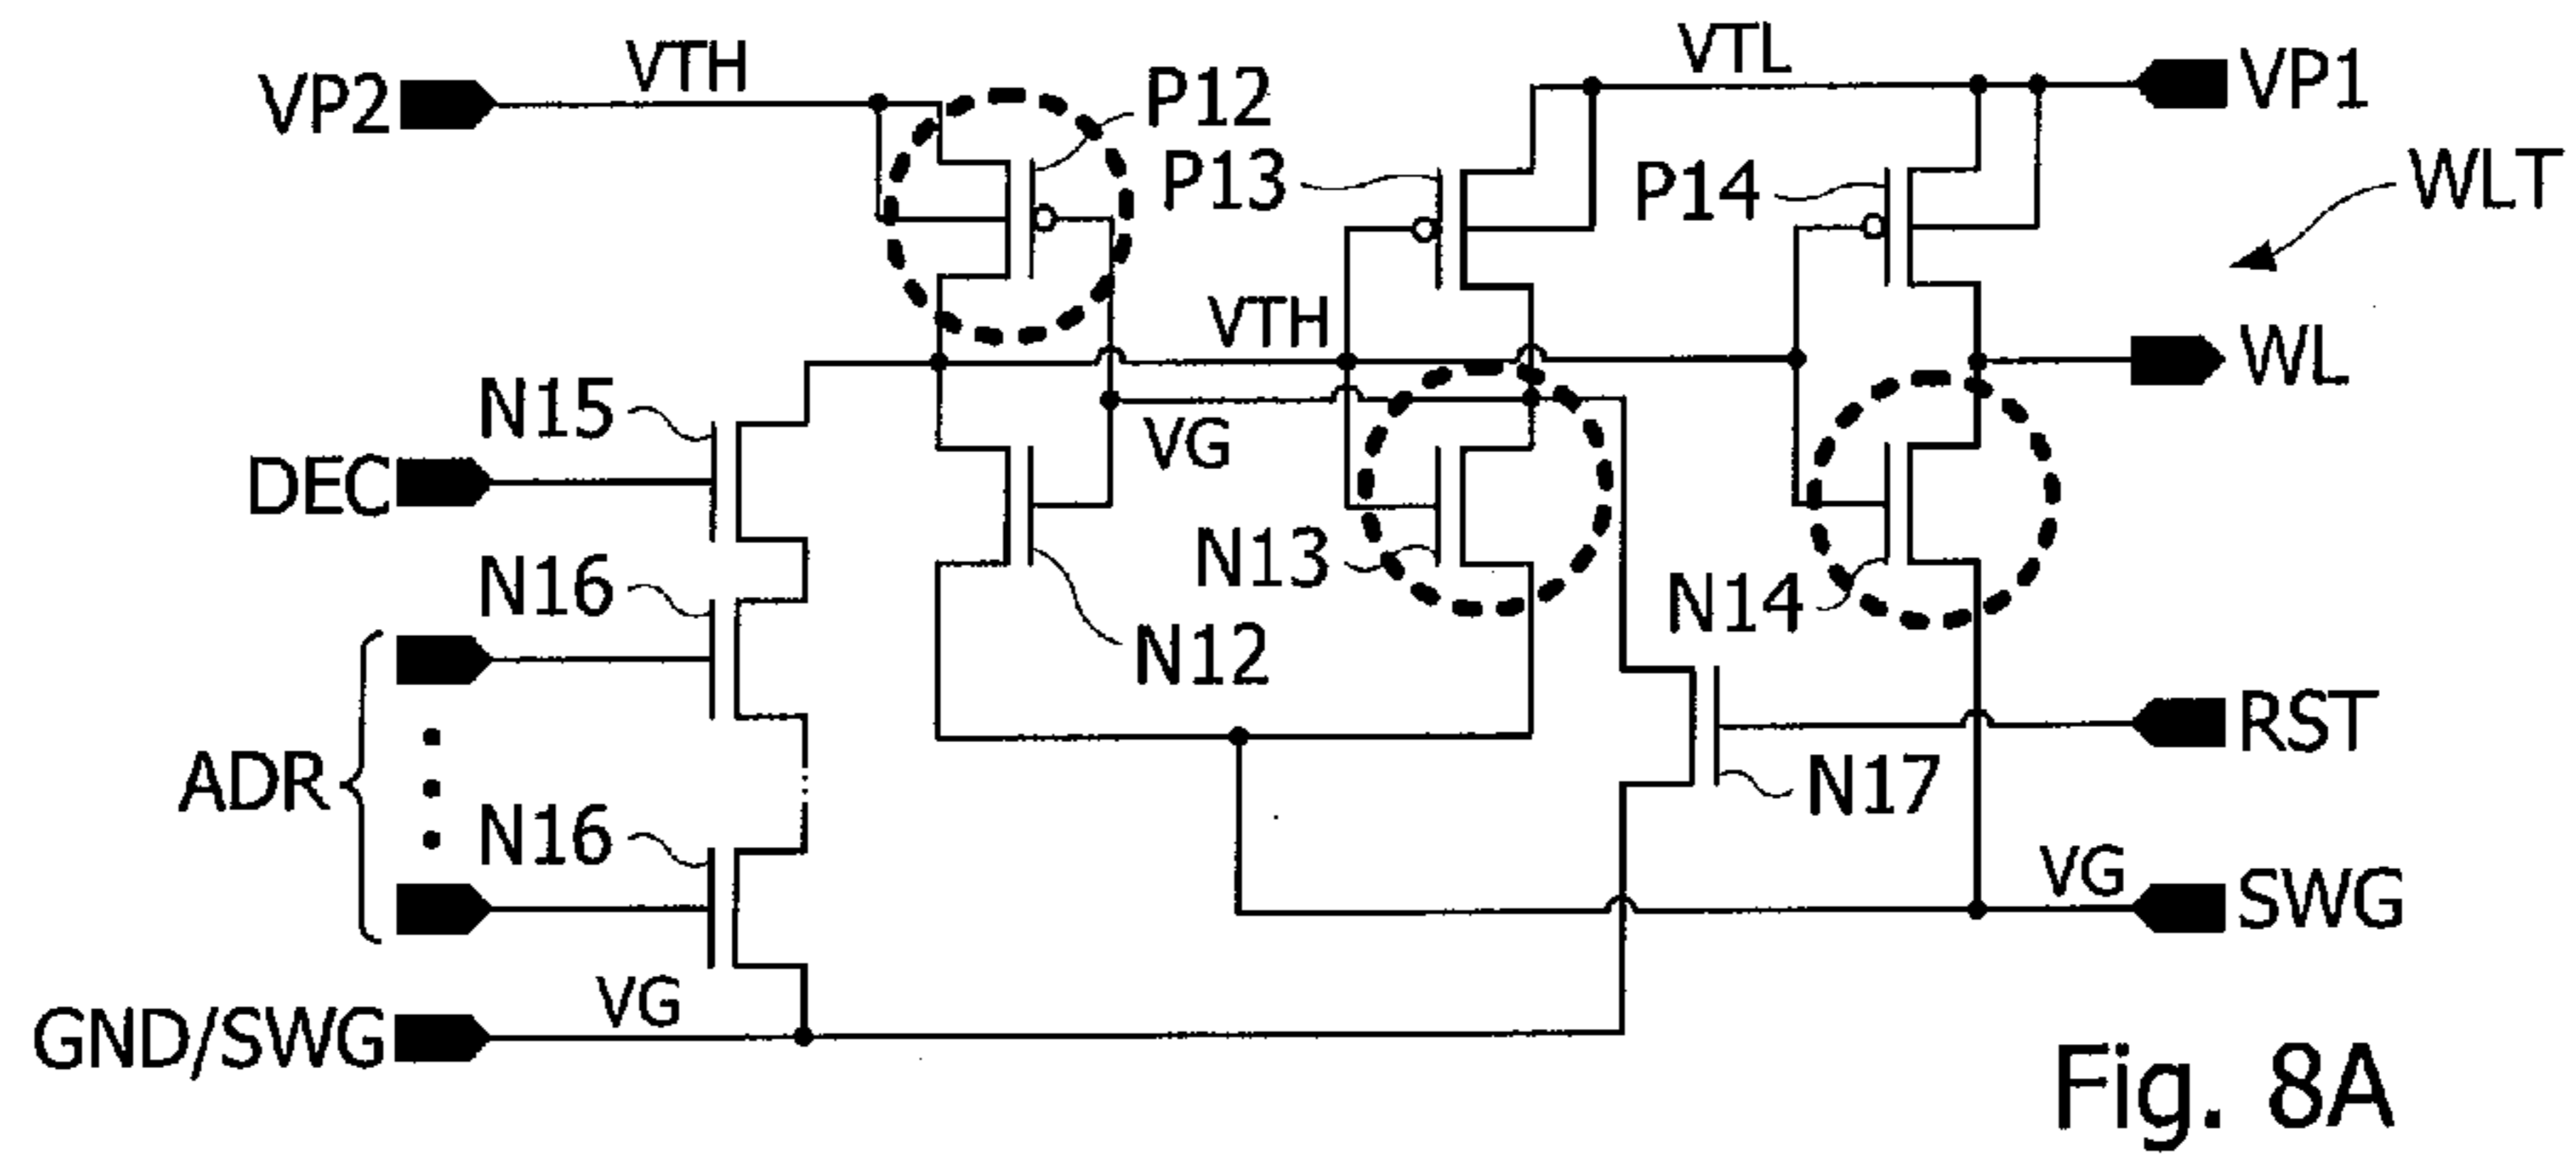 VP2
VTH
P12
P13
VTL
P14
VP1
WLT
VTH
WL
N15
DEC
VG
N16
N13
N14
N12
ADR
RST
N17
N16
VG
SWG
VG
GND/SWG
Fig. 8A